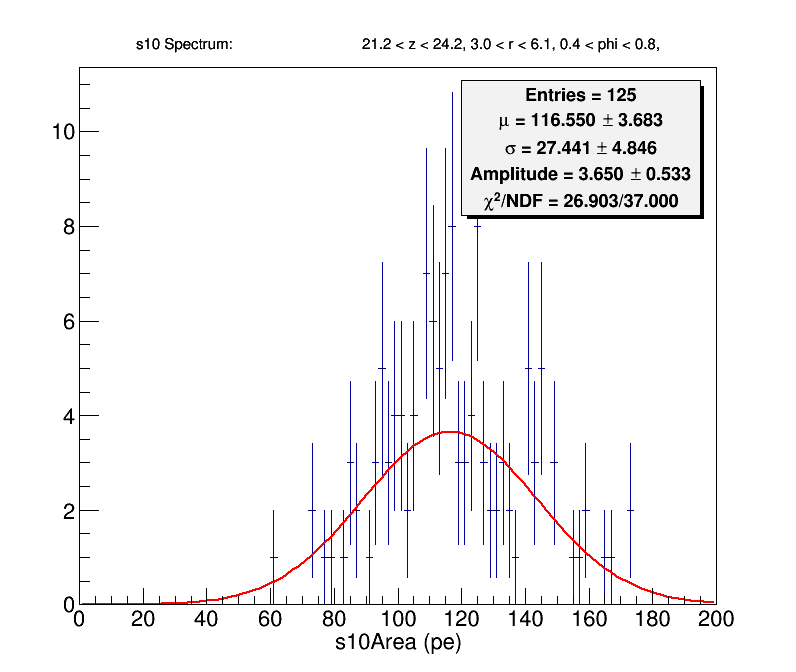 s10 Spectrum: 21.2 < z < 24.2, 3.0 < r < 6.1, 0.4 < phi < 0.8,
Entries = 125
μ = 116.550 ± 3.683
σ = 27.441 ± 4.846
Amplitude = 3.650 ± 0.533
χ²/NDF = 26.903/37.000
10
8
6
4
2
0
0 20 40 60 80 100 120 140 160 180 200
s10Area (pe)